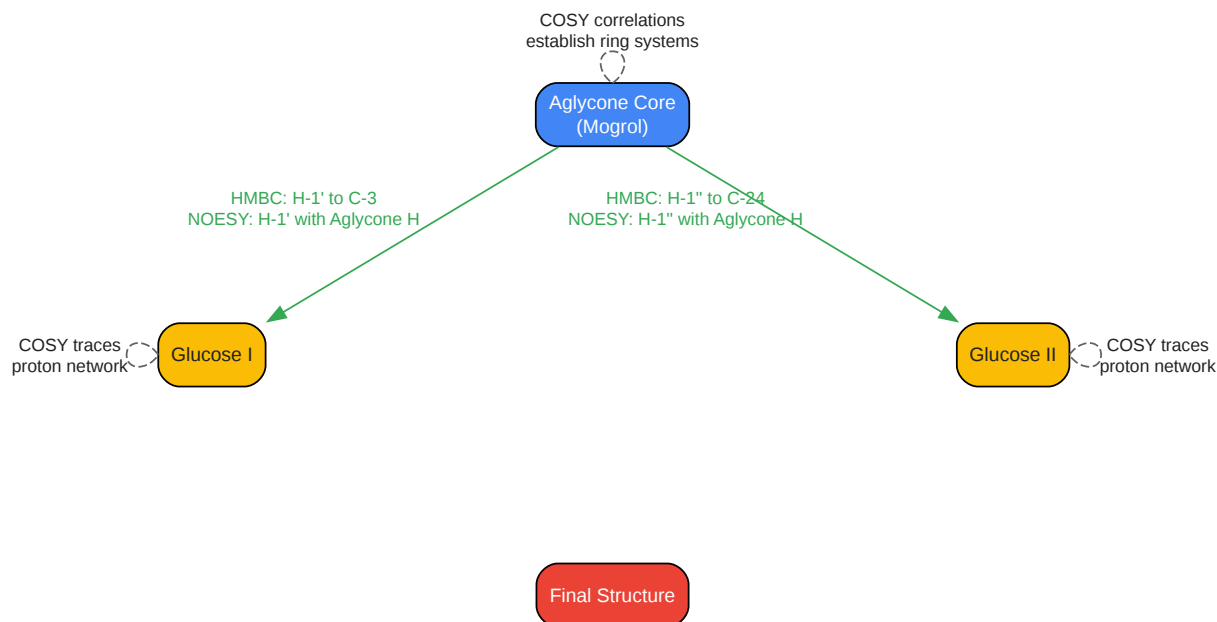 COSY correlations
establish ring systems
Aglycone Core
(Mogrol)
HMBC: H-1' to C-3
NOESY: H-1' with Aglycone H
HMBC: H-1'' to C-24
NOESY: H-1'' with Aglycone H
COSY traces
proton network
Glucose I
Glucose II
COSY traces
proton network
Final Structure